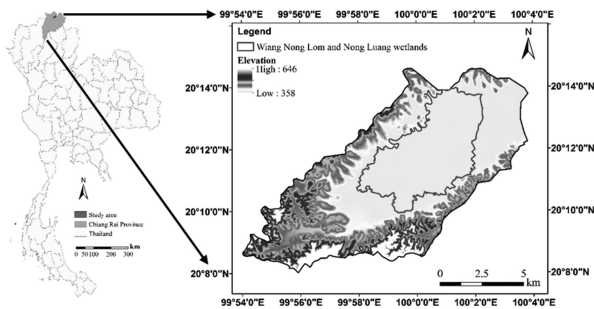 99°54'0"E 99°56'0"E 99°58'0"E 100°0'0"E 100°2'0"E 100°4'0"E
Legend
Wiang Nong Lom and Nong Luang wetlands
Elevation
High : 646
Low : 358
N
20°14'0"N 20°14'0"N
20°12'0"N 20°12'0"N
20°10'0"N 20°10'0"N
20°8'0"N 20°8'0"N
0 2.5 5
km
99°54'0"E 99°56'0"E 99°58'0"E 100°0'0"E 100°2'0"E 100°4'0"E
N
Study area
Chiang Rai Province
Thailand
km
0 50 100 200 300